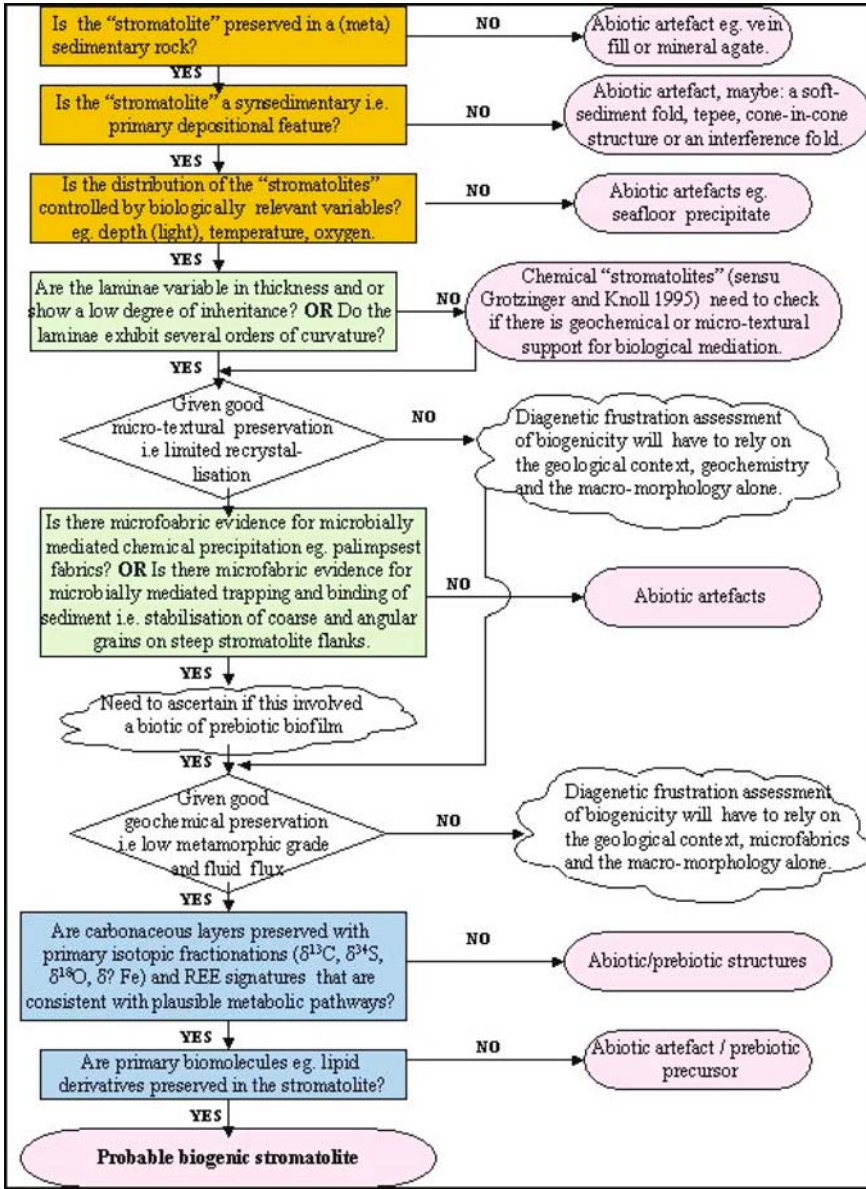 Is the “stromatolite” preserved in a (meta)
sedimentary rock?
NO
Abiotic artefact eg. vein
fill or mineral agate.
YES
Is the “stromatolite” a synsedimentary i.e.
primary depositional feature?
NO
Abiotic artefact, maybe: a soft-
sediment fold, tepee, cone-in-cone
structure or an interference fold.
YES
Is the distribution of the “stromatolites”
controlled by biologically relevant variables?
eg. depth (light), temperature, oxygen.
NO
Abiotic artefacts eg.
seafloor precipitate
YES
Are the laminae variable in thickness and or
show a low degree of inheritance? OR Do the
laminae exhibit several orders of curvature?
NO
Chemical “stromatolites” (sensu
Grotzinger and Knoll 1995) need to check
if there is geochemical or micro-textural
support for biological mediation.
YES
Given good
micro-textural preservation
i.e limited recrystal-
lisation
NO
Diagenetic frustration assessment
of biogenicity will have to rely on
the geological context, geochemistry
and the macro-morphology alone.
Is there microfoabric evidence for microbially
mediated chemical precipitation eg. palimpsest
fabrics? OR Is there microfabric evidence for
microbially mediated trapping and binding of
sediment i.e. stabilisation of coarse and angular
grains on steep stromatolite flanks.
NO
Abiotic artefacts
YES
Need to ascertain if this involved
a biotic of prebiotic biofilm
YES
Given good
geochemical preservation
i.e low metamorphic grade
and fluid flux
NO
Diagenetic frustration assessment
of biogenicity will have to rely on
the geological context, microfabrics
and the macro-morphology alone.
YES
Are carbonaceous layers preserved with
primary isotopic fractionations (δ¹³C, δ³⁴S,
δ¹⁸O, δ? Fe) and REE signatures that are
consistent with plausible metabolic pathways?
NO
Abiotic/prebiotic structures
YES
Are primary biomolecules eg. lipid
derivatives preserved in the stromatolite?
NO
Abiotic artefact / prebiotic
precursor
YES
Probable biogenic stromatolite